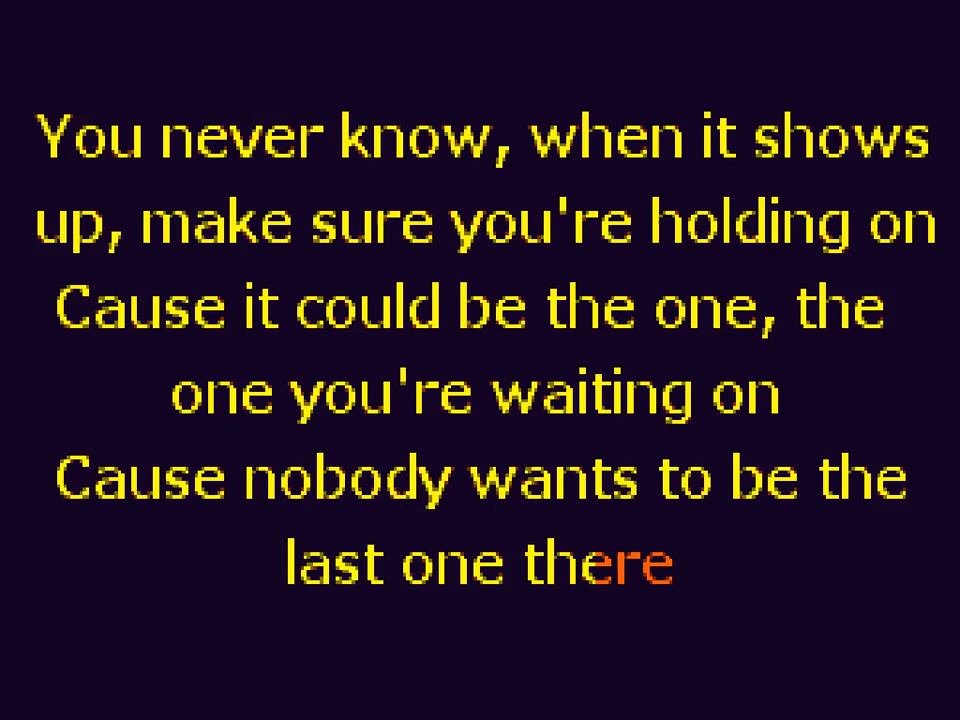 You never know, when it shows
up, make sure you're holding on
Cause it could be the one, the
one you're waiting on
Cause nobody wants to be the
last one there